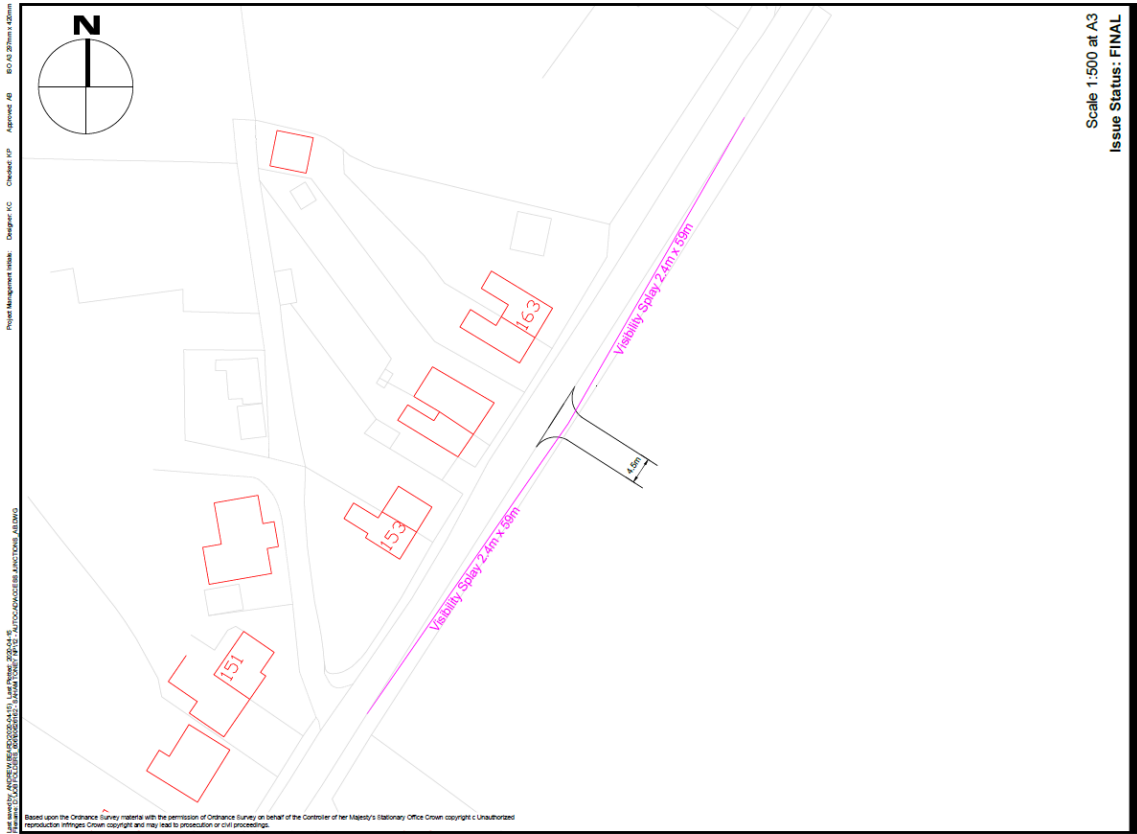 N
Scale 1:500 at A3
Issue Status: FINAL
ISO A3 297mm x 420mm
Approved: AB
Checked: KP
Designer: KC
Project Management Initials:
163
Visibility Splay 2.4m x 59m
4.5m
153
Visibility Splay 2.4m x 59m
151
Based upon the Ordnance Survey material with the permission of Ordnance Survey on behalf of the Controller of her Majesty's Stationary Office Crown copyright c Unauthorized
reproduction infringes Crown copyright and may lead to prosecution or civil proceedings.